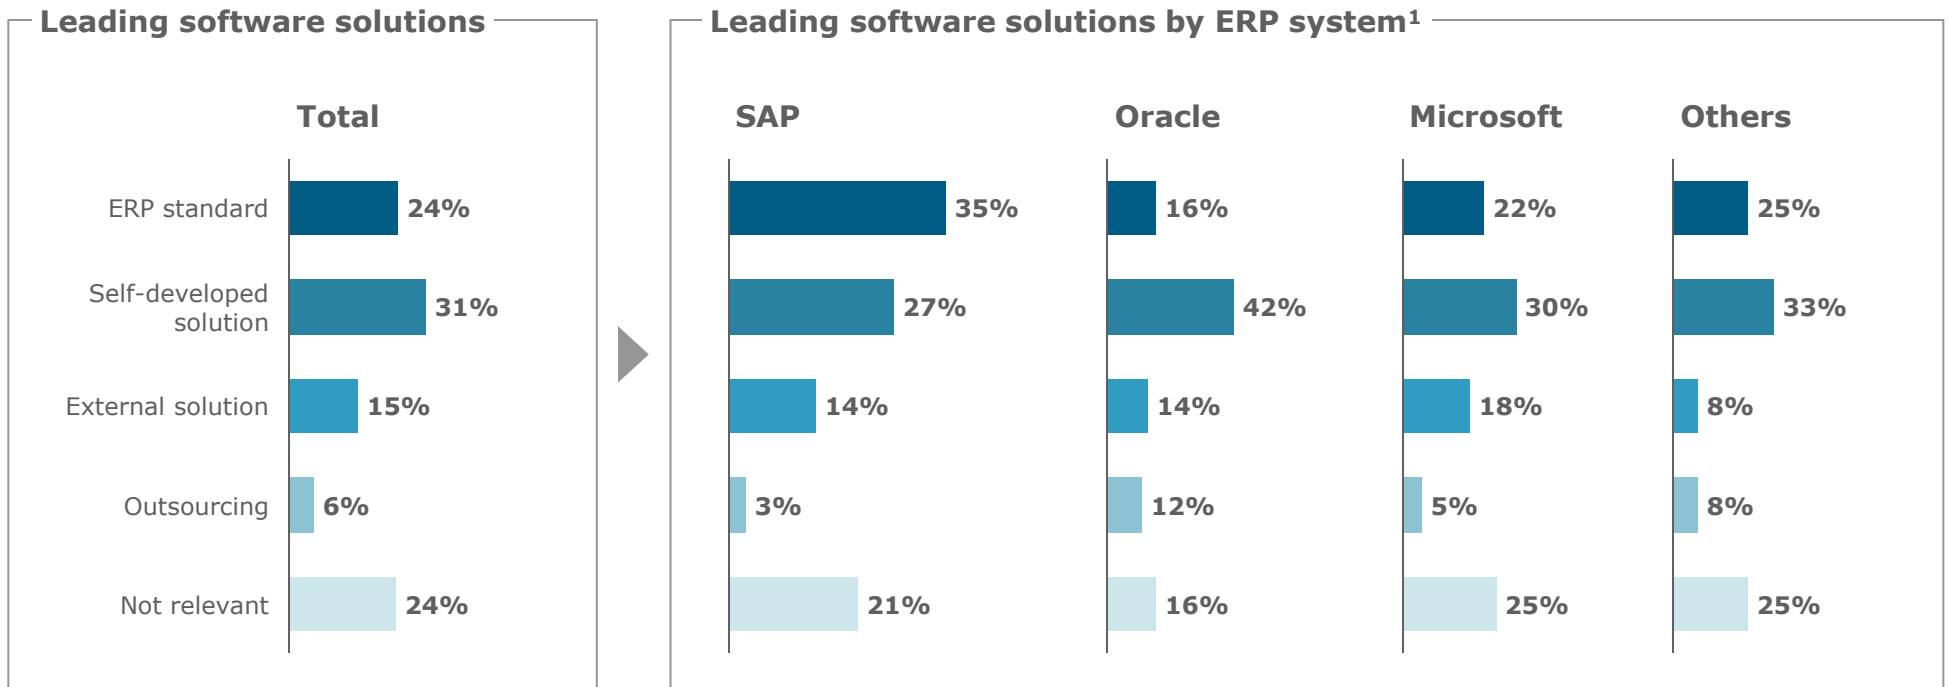 Leading software solutions
Leading software solutions by ERP system¹
Total
SAP
Oracle
Microsoft
Others
ERP standard
24%
35%
16%
22%
25%
Self-developed
solution
31%
27%
42%
30%
33%
External solution
15%
14%
14%
18%
8%
Outsourcing
6%
3%
12%
5%
8%
Not relevant
24%
21%
16%
25%
25%